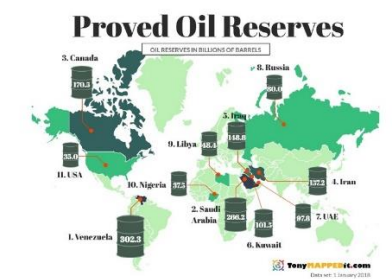 Proved Oil Reserves
OIL RESERVES IN BILLIONS OF BARRELS
3. Canada
170.5
8. Russia
80.0
5. Iraq
148.8
9. Libya
48.4
35.0
11. USA
10. Nigeria
37.5
137.2
4. Iran
2. Saudi
Arabia
266.2
101.5
97.8
7. UAE
6. Kuwait
1. Venezuela
302.3
TonyMAPPEDit.com
Data set: 1 January 2018